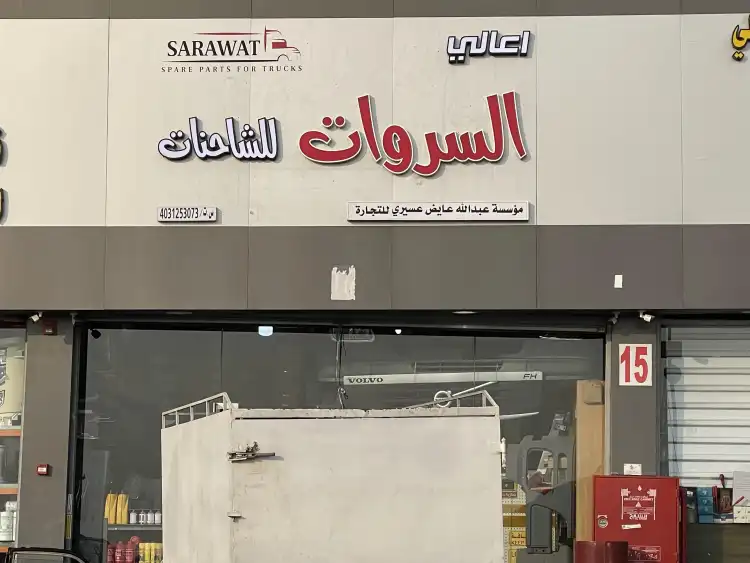 SARAWAT
SPARE PARTS FOR TRUCKS
اعالي
السروات للشاحنات
مؤسسة عبدالله عايض عسيري للتجارة
س ت/ 4031253073
VOLVO FH
15